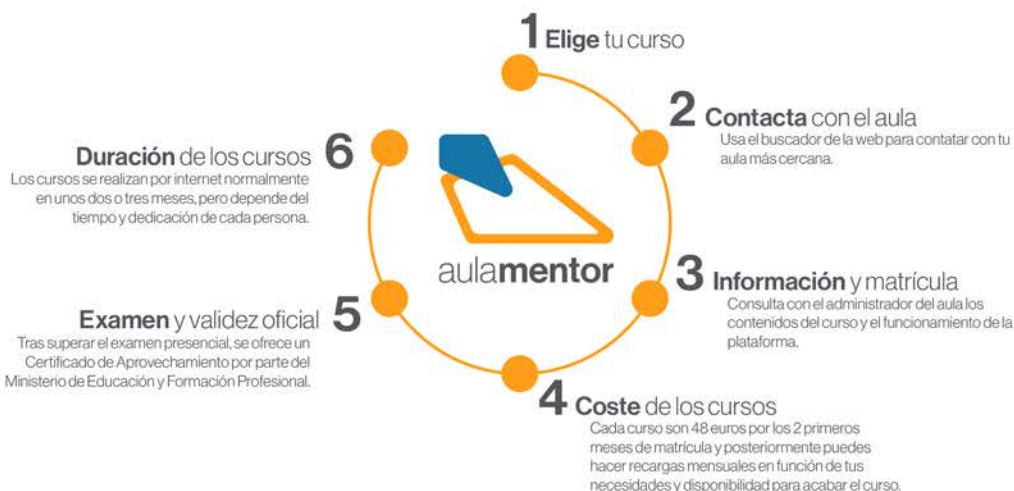 1 Elige tu curso
2 Contacta con el aula
Usa el buscador de la web para contatar con tu
aula más cercana.
3 Información y matrícula
Consulta con el administrador del aula los
contenidos del curso y el funcionamiento de la
plataforma.
4 Coste de los cursos
Cada curso son 48 euros por los 2 primeros
meses de matrícula y posteriormente puedes
hacer recargas mensuales en función de tus
necesidades y disponibilidad para acabar el curso.
Examen y validez oficial 5
Tras superar el examen presencial, se ofrece un
Certificado de Aprovechamiento por parte del
Ministerio de Educación y Formación Profesional.
Duración de los cursos 6
Los cursos se realizan por internet normalmente
en unos dos o tres meses, pero depende del
tiempo y dedicación de cada persona.
aulamentor